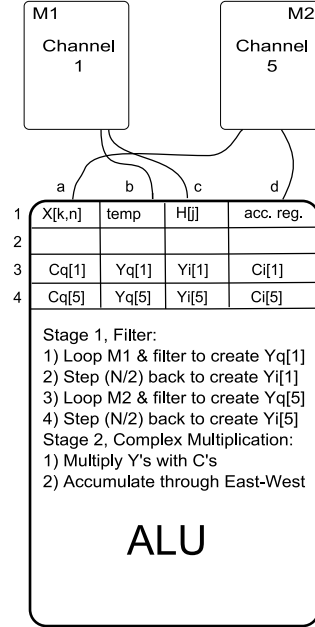 M1 M2
Channel Channel
1 5
a b c d
1 X[k,n] temp H[j] acc. reg.
2
3 Cq[1] Yq[1] Yi[1] Ci[1]
4 Cq[5] Yq[5] Yi[5] Ci[5]
Stage 1, Filter:
1) Loop M1 & filter to create Yq[1]
2) Step (N/2) back to create Yi[1]
3) Loop M2 & filter to create Yq[5]
4) Step (N/2) back to create Yi[5]
Stage 2, Complex Multiplication:
1) Multiply Y's with C's
2) Accumulate through East-West
ALU